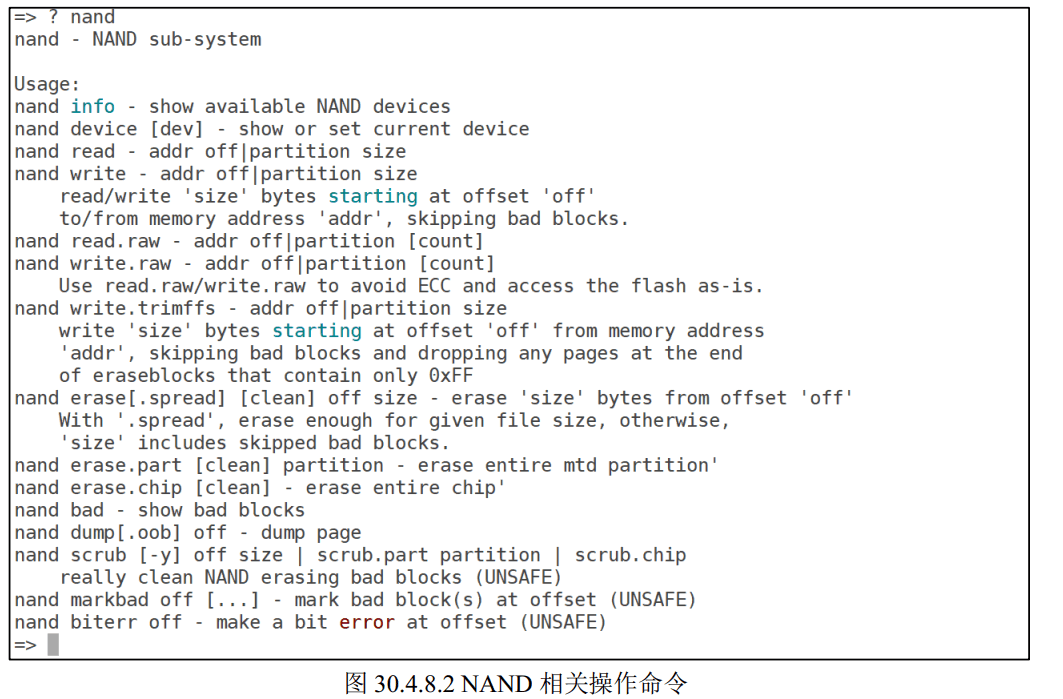 => ? nand
nand - NAND sub-system
Usage:
nand info - show available NAND devices
nand device [dev] - show or set current device
nand read - addr off|partition size
nand write - addr off|partition size
read/write 'size' bytes starting at offset 'off'
to/from memory address 'addr', skipping bad blocks.
nand read.raw - addr off|partition [count]
nand write.raw - addr off|partition [count]
Use read.raw/write.raw to avoid ECC and access the flash as-is.
nand write.trimffs - addr off|partition size
write 'size' bytes starting at offset 'off' from memory address
'addr', skipping bad blocks and dropping any pages at the end
of eraseblocks that contain only 0xFF
nand erase[.spread] [clean] off size - erase 'size' bytes from offset 'off'
With '.spread', erase enough for given file size, otherwise,
'size' includes skipped bad blocks.
nand erase.part [clean] partition - erase entire mtd partition'
nand erase.chip [clean] - erase entire chip'
nand bad - show bad blocks
nand dump[.oob] off - dump page
nand scrub [-y] off size | scrub.part partition | scrub.chip
really clean NAND erasing bad blocks (UNSAFE)
nand markbad off [...] - mark bad block(s) at offset (UNSAFE)
nand biterr off - make a bit error at offset (UNSAFE)
=>
图 30.4.8.2 NAND 相关操作命令